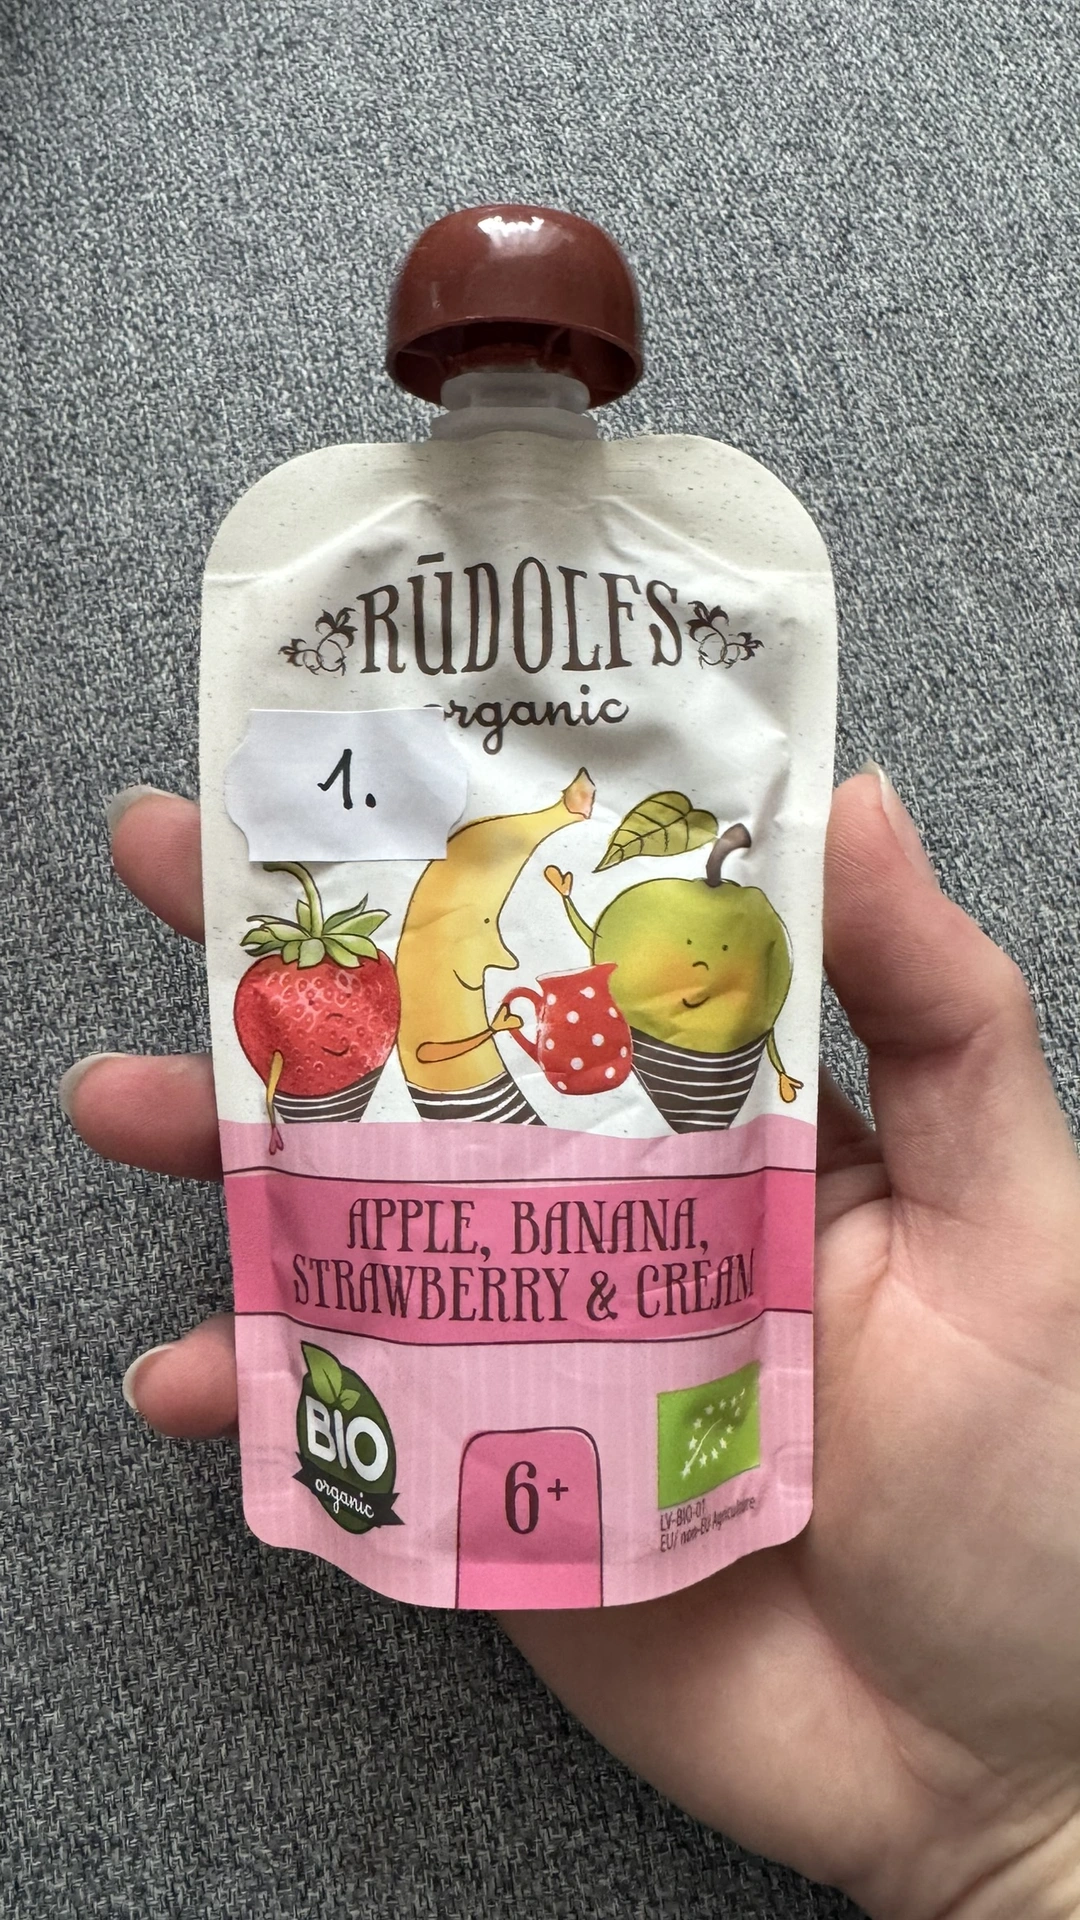 RŪDOLFS
organic
1.
APPLE, BANANA,
STRAWBERRY & CREAM
BIO
organic
6+
LV-BIO-01
EU/ non-EU Agriculture